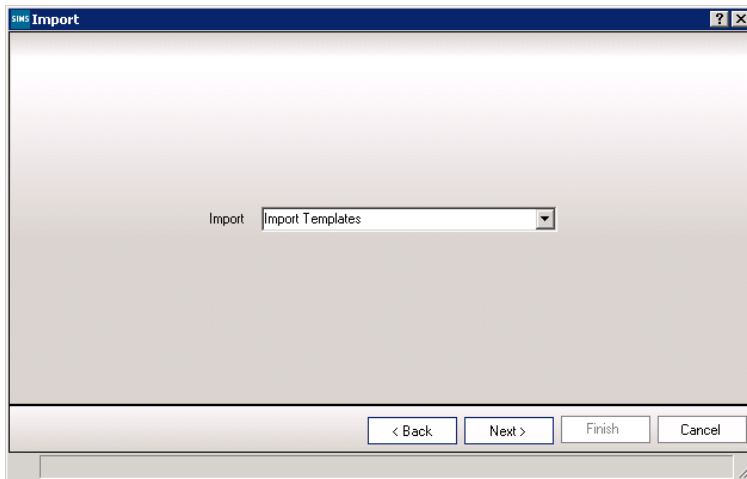 SIMS Import
Import Import Templates
< Back Next > Finish Cancel